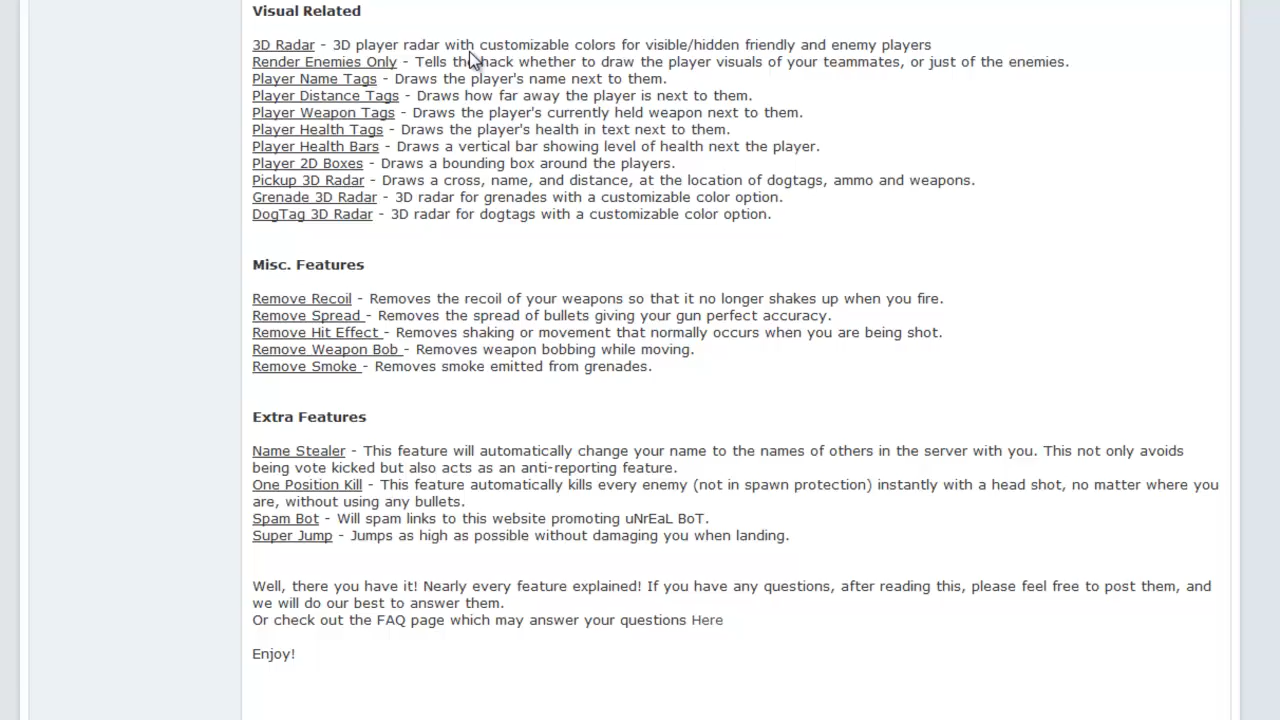 Visual Related
3D Radar - 3D player radar with customizable colors for visible/hidden friendly and enemy players
Render Enemies Only - Tells the hack whether to draw the player visuals of your teammates, or just of the enemies.
Player Name Tags - Draws the player's name next to them.
Player Distance Tags - Draws how far away the player is next to them.
Player Weapon Tags - Draws the player's currently held weapon next to them.
Player Health Tags - Draws the player's health in text next to them.
Player Health Bars - Draws a vertical bar showing level of health next the player.
Player 2D Boxes - Draws a bounding box around the players.
Pickup 3D Radar - Draws a cross, name, and distance, at the location of dogtags, ammo and weapons.
Grenade 3D Radar - 3D radar for grenades with a customizable color option.
DogTag 3D Radar - 3D radar for dogtags with a customizable color option.
Misc. Features
Remove Recoil - Removes the recoil of your weapons so that it no longer shakes up when you fire.
Remove Spread - Removes the spread of bullets giving your gun perfect accuracy.
Remove Hit Effect - Removes shaking or movement that normally occurs when you are being shot.
Remove Weapon Bob - Removes weapon bobbing while moving.
Remove Smoke - Removes smoke emitted from grenades.
Extra Features
Name Stealer - This feature will automatically change your name to the names of others in the server with you. This not only avoids
being vote kicked but also acts as an anti-reporting feature.
One Position Kill - This feature automatically kills every enemy (not in spawn protection) instantly with a head shot, no matter where you
are, without using any bullets.
Spam Bot - Will spam links to this website promoting uNrEaL BoT.
Super Jump - Jumps as high as possible without damaging you when landing.
Well, there you have it! Nearly every feature explained! If you have any questions, after reading this, please feel free to post them, and
we will do our best to answer them.
Or check out the FAQ page which may answer your questions Here
Enjoy!